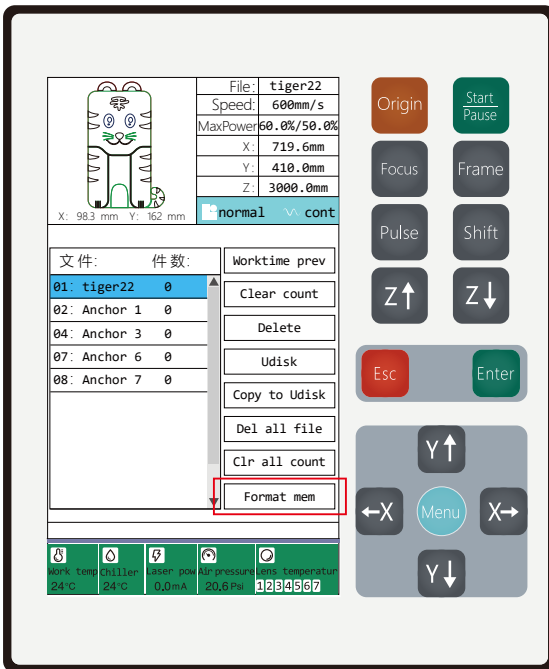 File: tiger22
Speed: 600mm/s
MaxPower 60.0%/50.0%
X: 719.6mm
Y: 410.0mm
Z: 3000.0mm
X: 98.3 mm Y: 162 mm
normal cont
文件: 件数:
01: tiger22 0
02: Anchor 1 0
04: Anchor 3 0
07: Anchor 6 0
08: Anchor 7 0
Worktime prev
Clear count
Delete
Udisk
Copy to Udisk
Del all file
Clr all count
Format mem
Work temp Chiller Laser pow Air pressure Lens temperatur
24°C 24°C 0.0mA 20.6 Psi 1234567
Origin
Start
Pause
Focus
Frame
Pulse
Shift
Z↑
Z↓
Esc
Enter
Y↑
←X
Menu
X→
Y↓